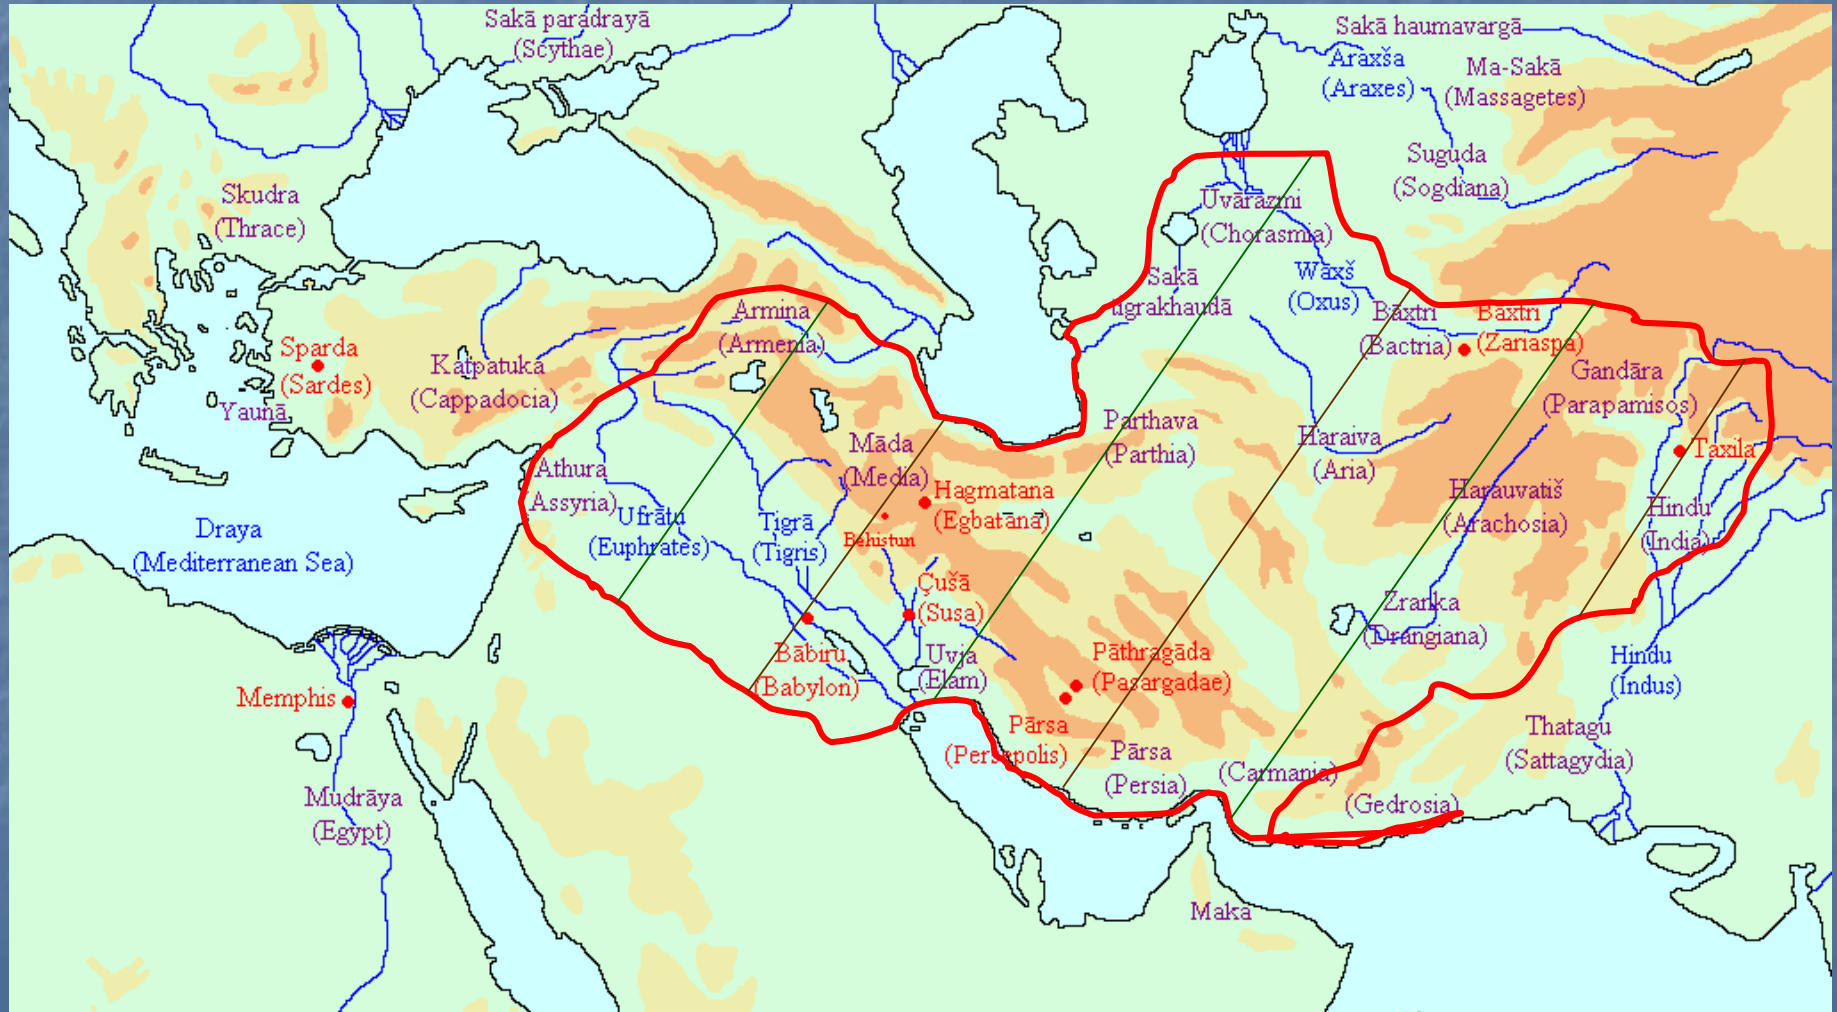 Sakā paradrayā
(Scythae)
Sakā haumavargā
Araxša
(Araxes)
Ma-Sakā
(Massagetes)
Suguda
(Sogdiana)
Skudra
(Thrace)
Uvārazmi
(Chorasmia)
Sakā
tigrakhaudā
Waxš
(Oxus)
Bāxtri
(Bactria)
Bāxtri
(Zariaspa)
Armina
(Armenia)
Sparda
(Sardes)
Yaunā
Katpatuka
(Cappadocia)
Gandāra
(Parapamisos)
Parthava
(Parthia)
Haraiva
(Aria)
Taxila
Māda
(Media)
Athura
(Assyria)
Hagmatana
(Egbatana)
Harauvatiš
(Arachosia)
Hindu
(India)
Draya
(Mediterranean Sea)
Ufrātu
(Euphrates)
Tigrā
(Tigris)
Behistun
Çušā
(Susa)
Zranka
(Drangiana)
Bābiru
(Babylon)
Uvja
(Elam)
Pāthragāda
(Pasargadae)
Hindu
(Indus)
Memphis
Pārsa
(Persepolis)
Pārsa
(Persia)
(Carmania)
Thatagu
(Sattagydia)
(Gedrosia)
Mudrāya
(Egypt)
Maka